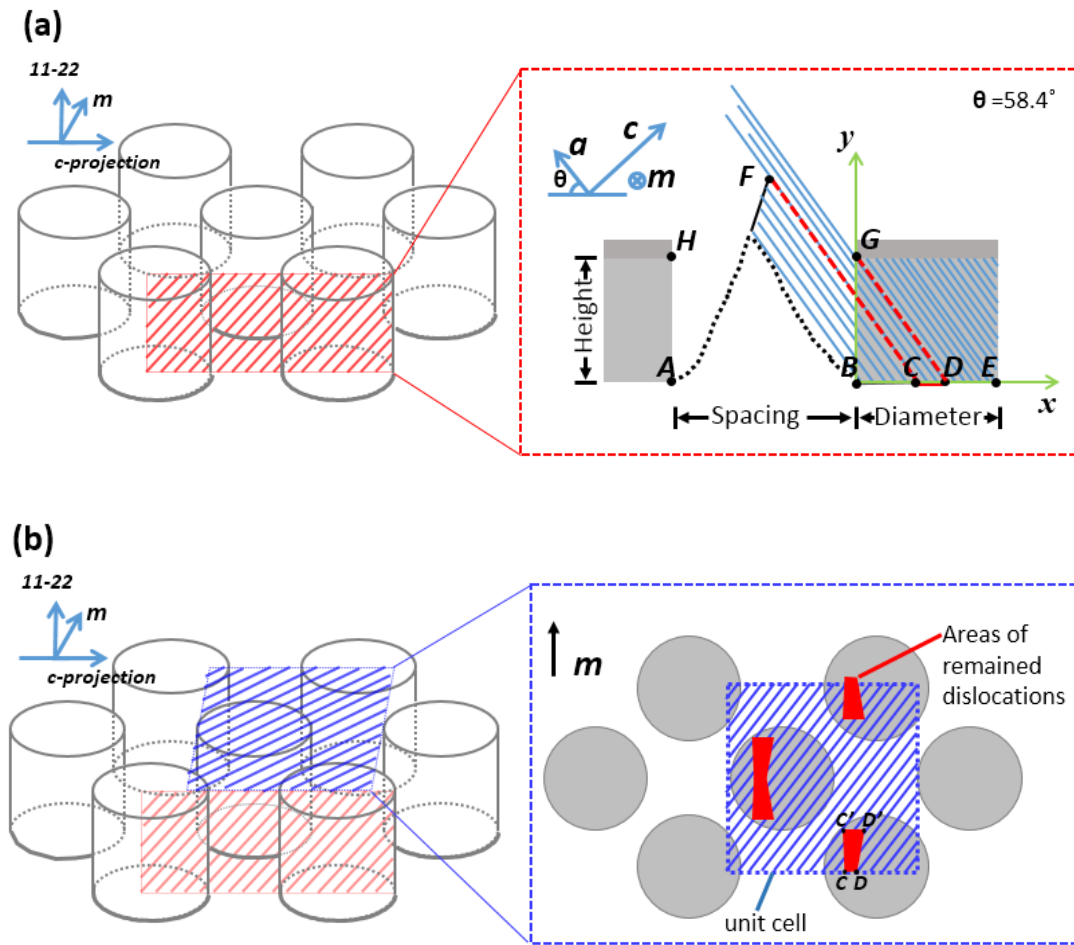 (a)
11-22
m
c-projection
θ =58.4°
a
c
θ
m
F
y
H
G
Height
A
B
C
D
E
x
Spacing
Diameter
(b)
11-22
m
c-projection
m
Areas of
remained
dislocations
C' D'
C D
unit cell